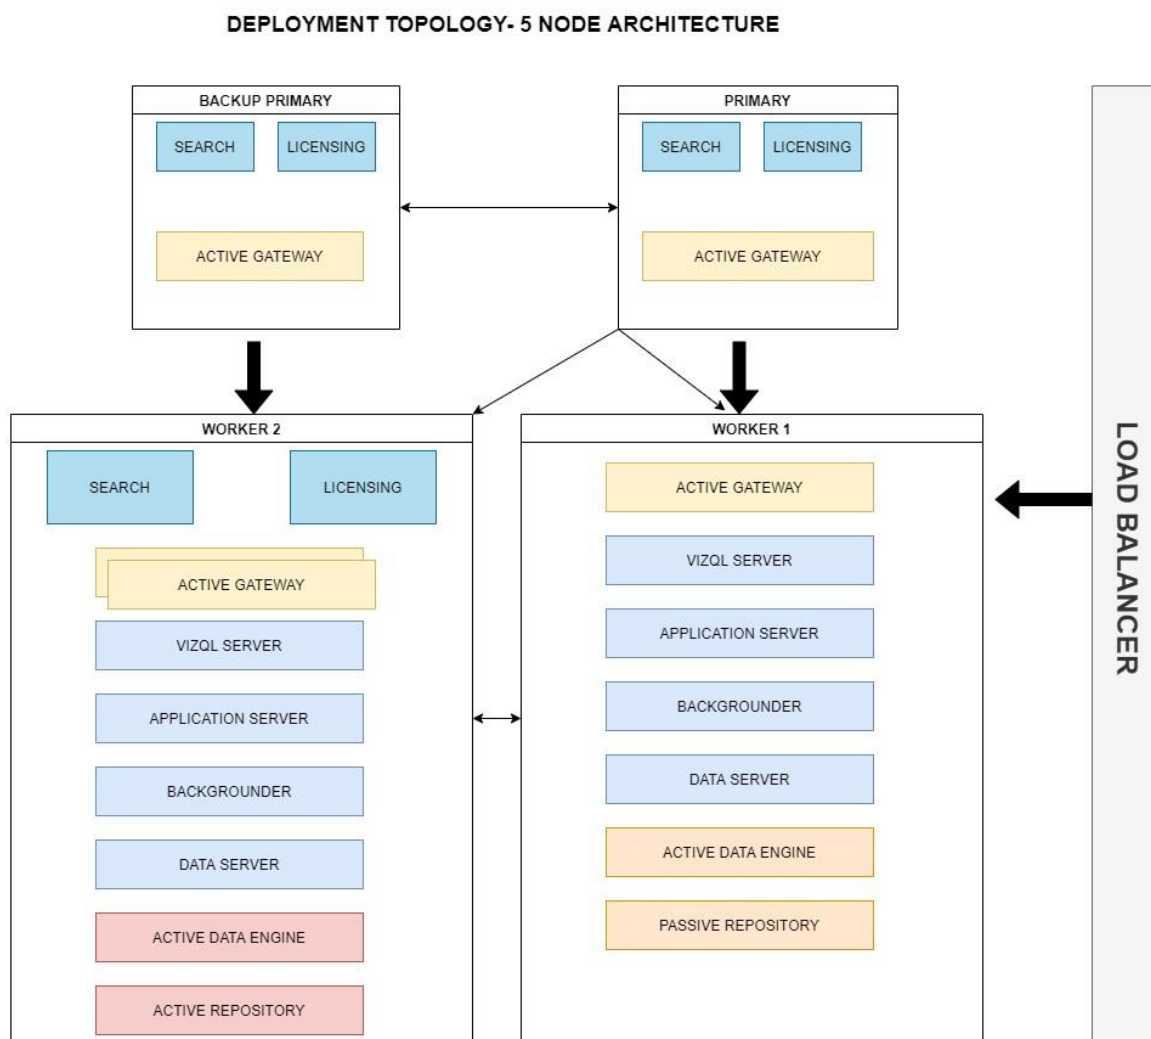 DEPLOYMENT TOPOLOGY- 5 NODE ARCHITECTURE
BACKUP PRIMARY
SEARCH
LICENSING
ACTIVE GATEWAY
PRIMARY
SEARCH
LICENSING
ACTIVE GATEWAY
WORKER 2
SEARCH
LICENSING
ACTIVE GATEWAY
VIZQL SERVER
APPLICATION SERVER
BACKGROUNDER
DATA SERVER
ACTIVE DATA ENGINE
ACTIVE REPOSITORY
WORKER 1
ACTIVE GATEWAY
VIZQL SERVER
APPLICATION SERVER
BACKGROUNDER
DATA SERVER
ACTIVE DATA ENGINE
PASSIVE REPOSITORY
LOAD BALANCER